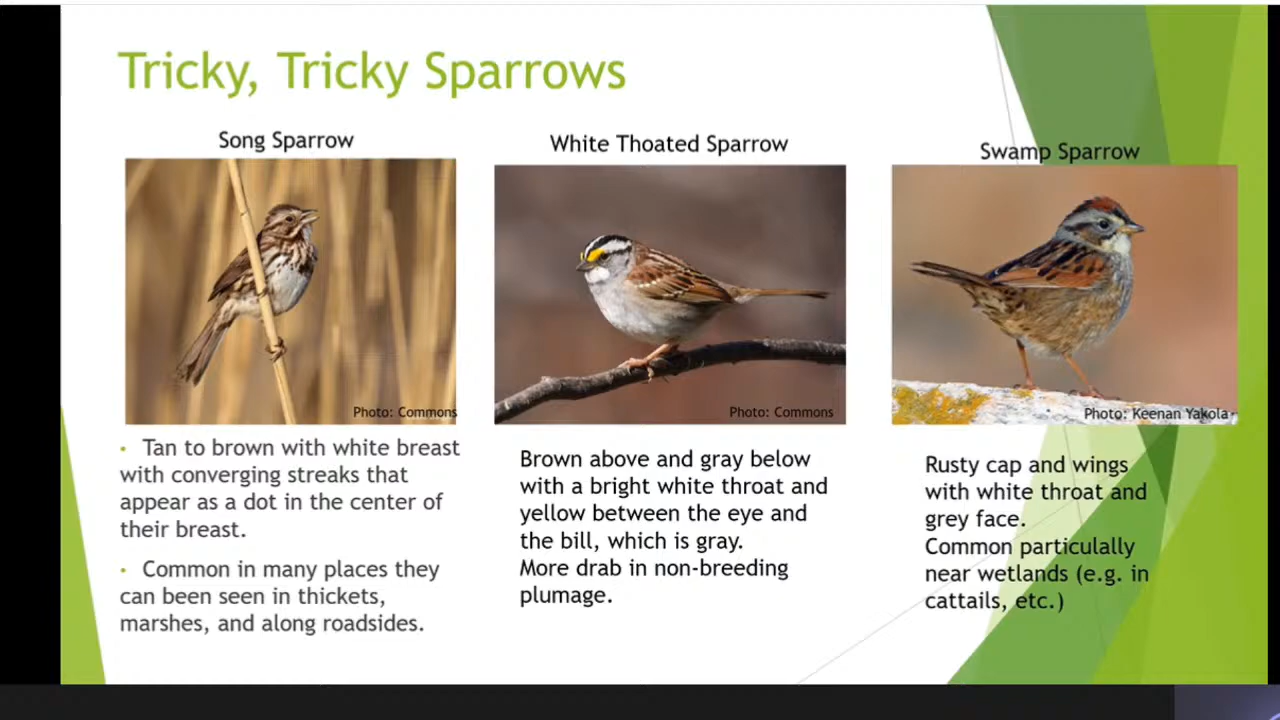 Tricky, Tricky Sparrows
Song Sparrow
Photo: Commons
• Tan to brown with white breast
with converging streaks that
appear as a dot in the center of
their breast.
• Common in many places they
can been seen in thickets,
marshes, and along roadsides.
White Thoated Sparrow
Photo: Commons
Brown above and gray below
with a bright white throat and
yellow between the eye and
the bill, which is gray.
More drab in non-breeding
plumage.
Swamp Sparrow
Photo: Keenan Yakola
Rusty cap and wings
with white throat and
grey face.
Common particulally
near wetlands (e.g. in
cattails, etc.)